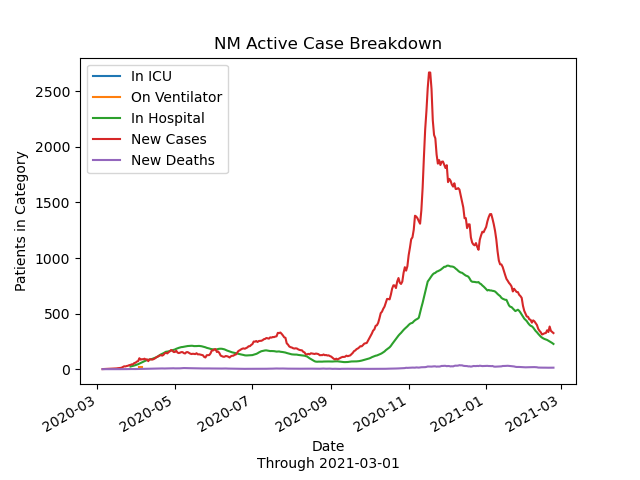 NM Active Case Breakdown
In ICU
On Ventilator
In Hospital
New Cases
New Deaths
Patients in Category
2500
2000
1500
1000
500
0
2020-03
2020-05
2020-07
2020-09
2020-11
2021-01
2021-03
Date
Through 2021-03-01